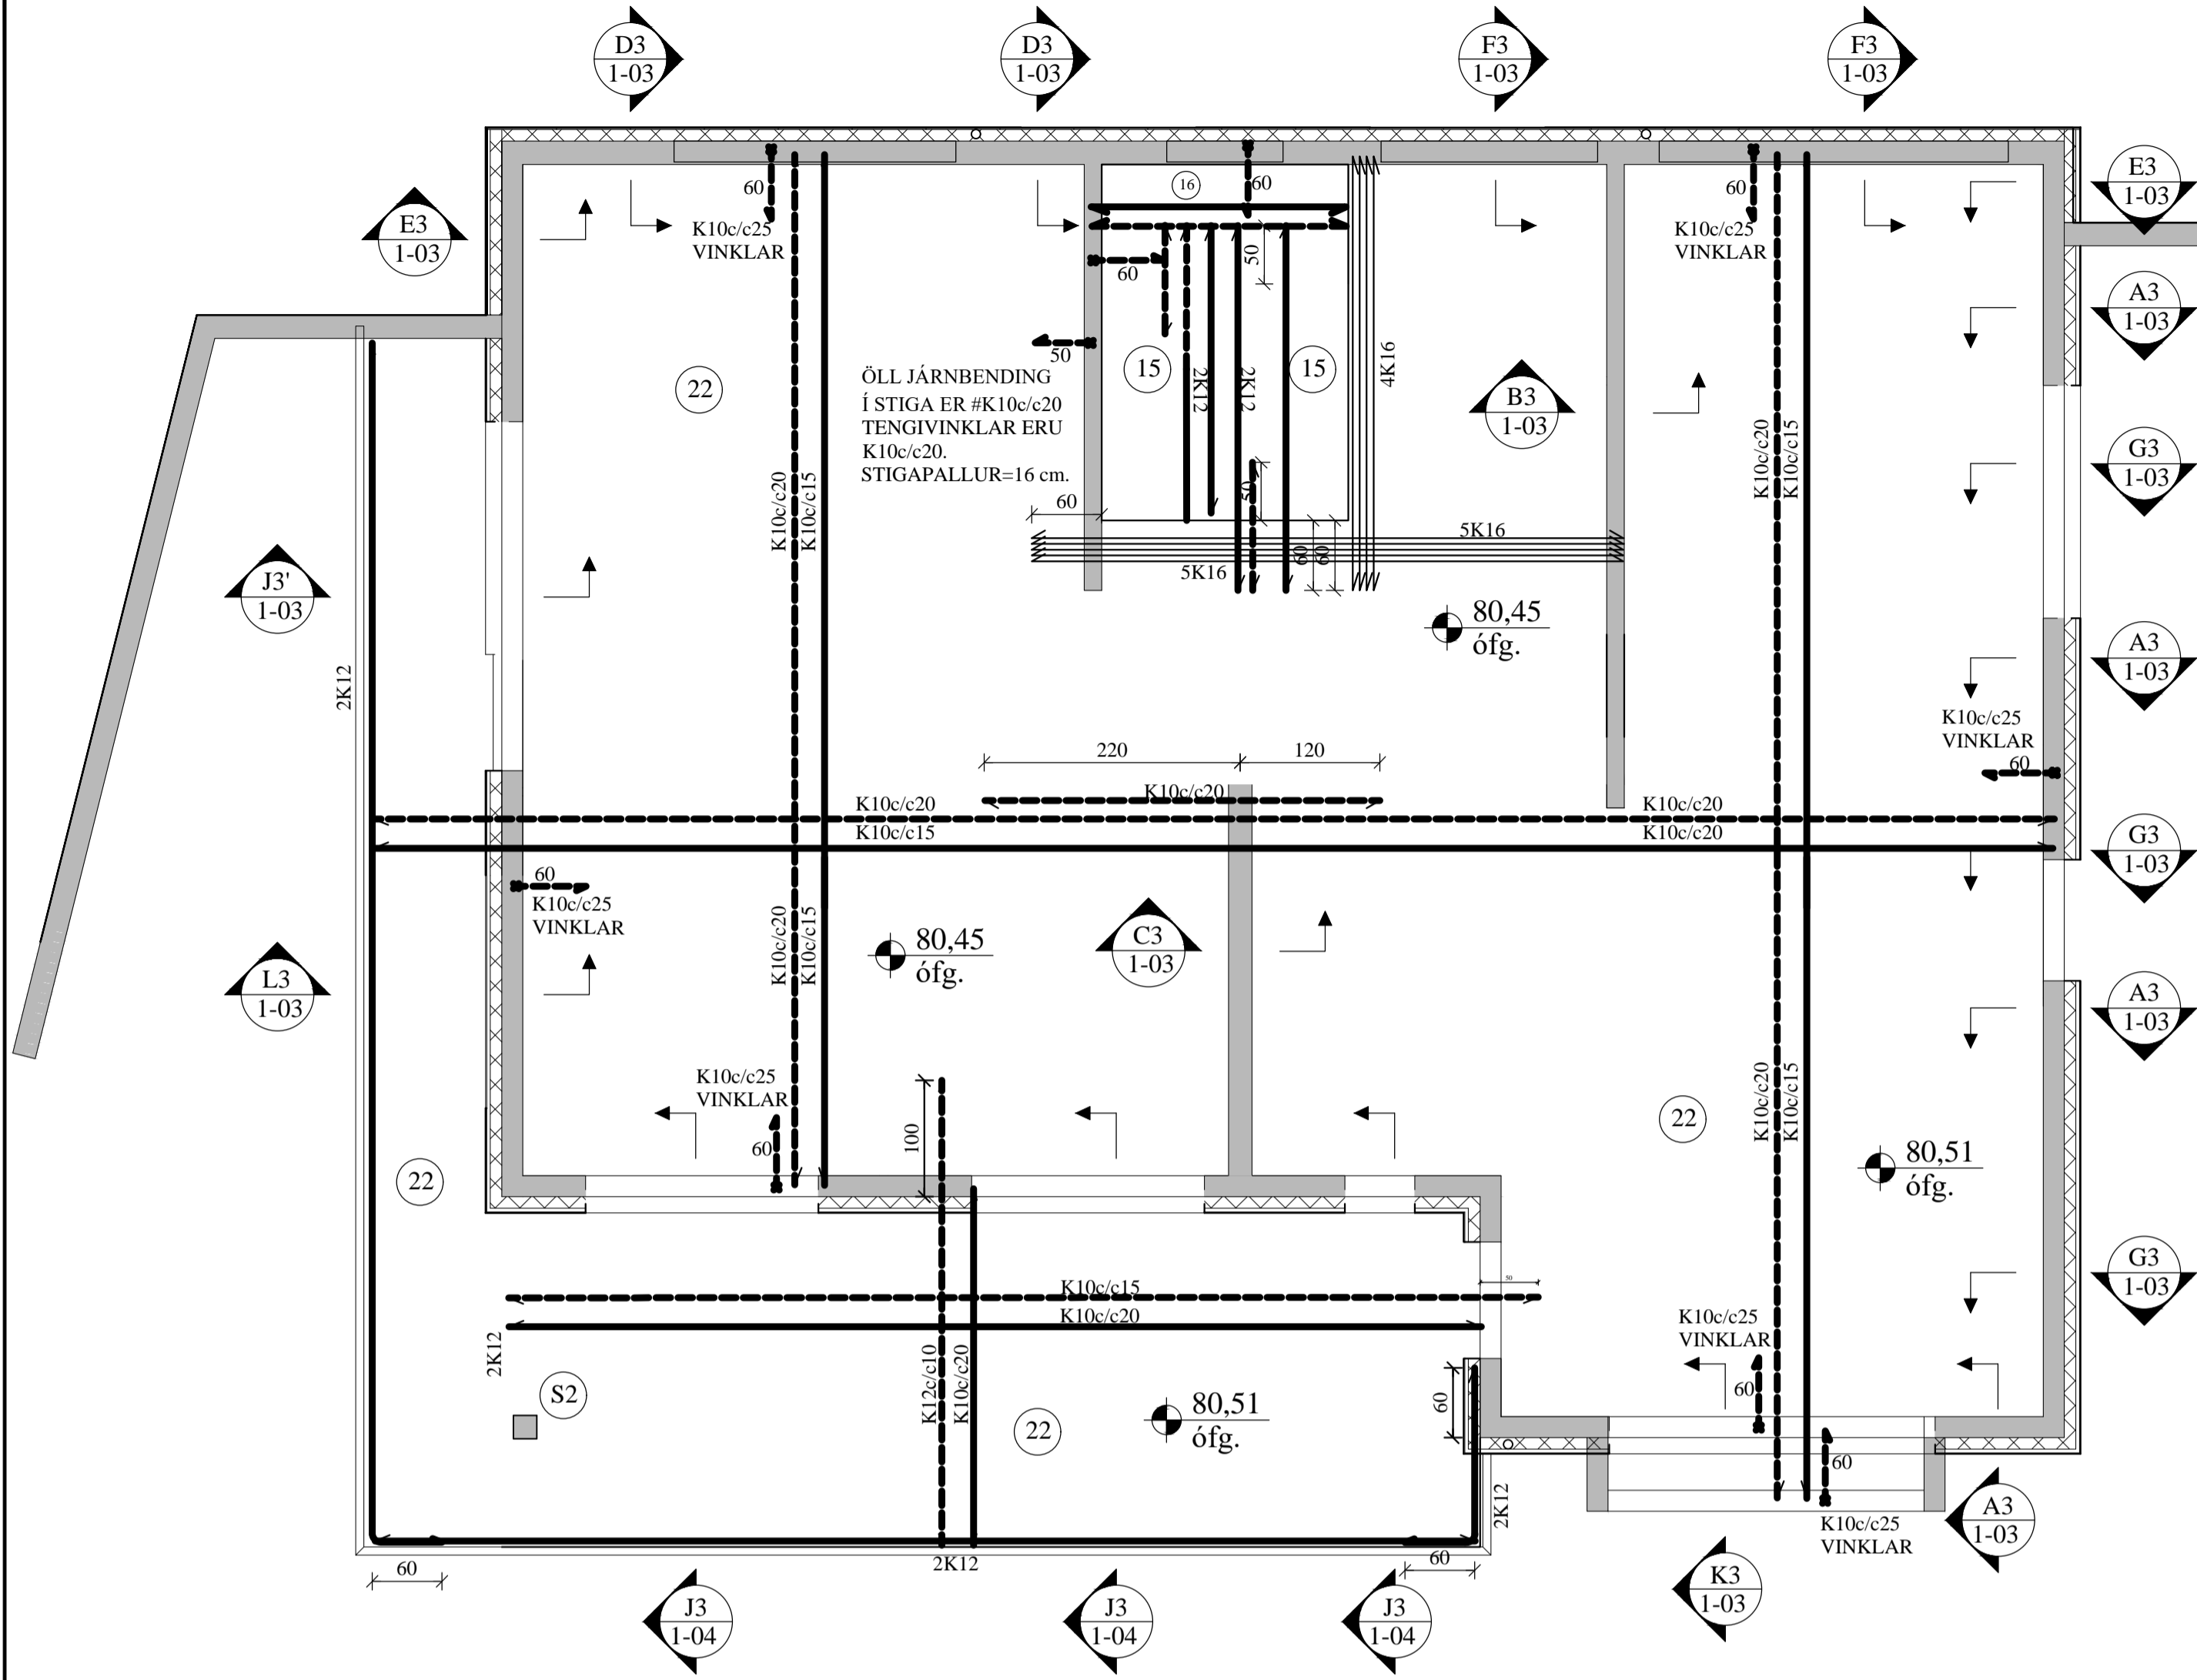 D3
1-03
D3
1-03
F3
1-03
F3
1-03
E3
1-03
E3
1-03
60
K10c/c25
VINKLAR
16
60
60
K10c/c25
VINKLAR
60
50
50
A3
1-03
22
ÖLL JÁRNBENDING
Í STIGA ER #K10c/c20
TENGIVINKLAR ERU
K10c/c20.
STIGAPALLUR=16 cm.
15
2K12
2K12
15
4K16
B3
1-03
K10c/c20
K10c/c15
K10c/c20
K10c/c15
G3
1-03
60
50
5K16
5K16
60
60
J3'
1-03
80,45
ófg.
A3
1-03
2K12
K10c/c25
VINKLAR
60
220
120
K10c/c20
K10c/c20
K10c/c20
K10c/c15
K10c/c20
G3
1-03
60
K10c/c25
VINKLAR
K10c/c20
K10c/c15
80,45
ófg.
C3
1-03
L3
1-03
A3
1-03
K10c/c25
VINKLAR
60
100
K10c/c20
K10c/c15
22
80,51
ófg.
22
G3
1-03
50
K10c/c15
K10c/c20
K10c/c25
VINKLAR
60
2K12
S2
K12c/c10
K10c/c20
22
80,51
ófg.
60
60
2K12
K10c/c25
VINKLAR
A3
1-03
60
2K12
60
K3
1-03
J3
1-04
J3
1-04
J3
1-04